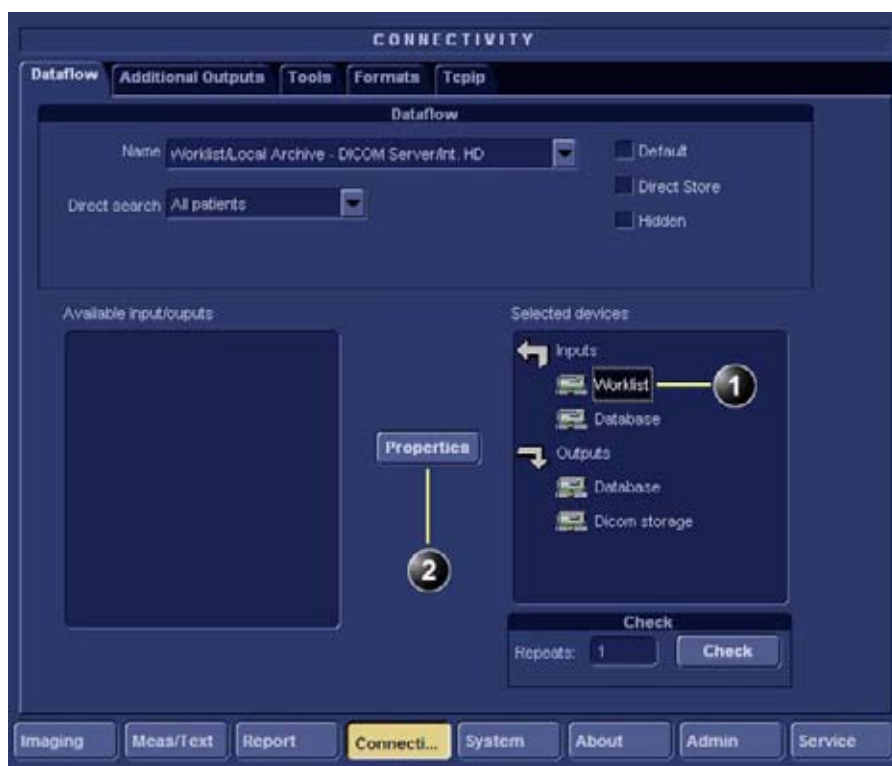 CONNECTIVITY
Dataflow Additional Outputs Tools Formats Tcpip
Dataflow
Name Worklist/Local Archive - DICOM Server/Int. HD
Default
Direct search All patients
Direct Store
Hidden
Available input/ouputs
Selected devices
Inputs
Worklist
1
Database
Properties
Outputs
Database
Dicom storage
2
Check
Repeats: 1 Check
Imaging Meas/Text Report Connecti... System About Admin Service